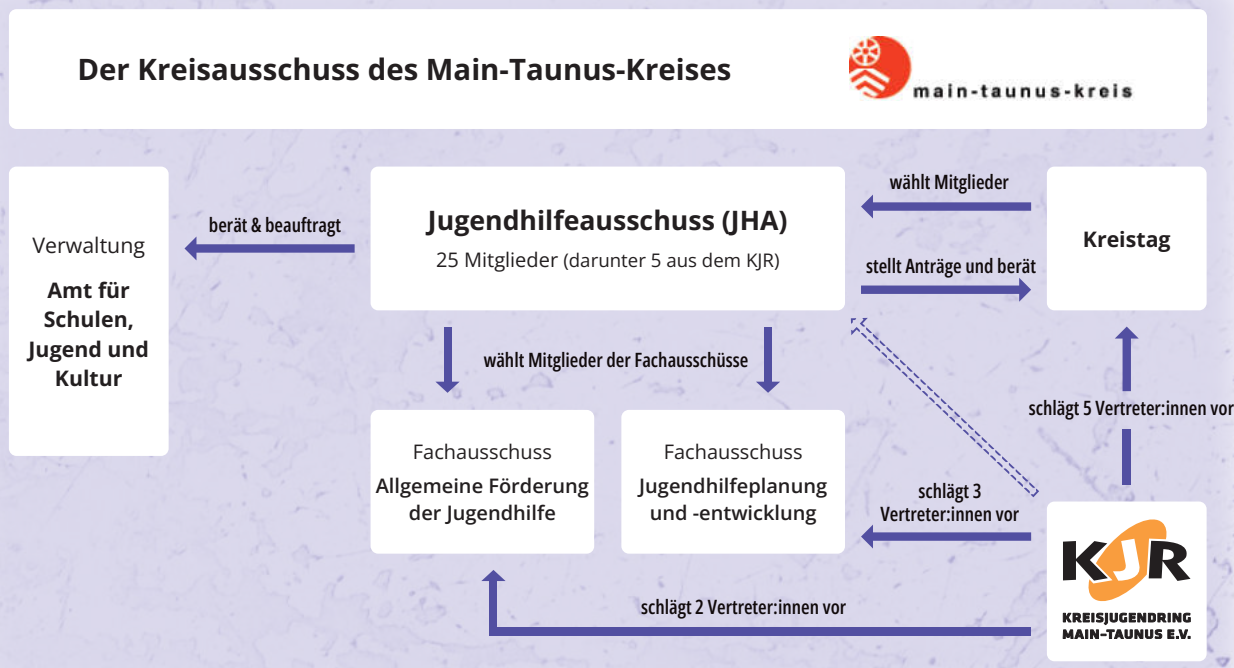 Der Kreisausschuss des Main-Taunus-Kreises
main-taunus-kreis
Verwaltung
Amt für
Schulen,
Jugend und
Kultur
berät & beauftragt
Jugendhilfeausschuss (JHA)
25 Mitglieder (darunter 5 aus dem KJR)
wählt Mitglieder
stellt Anträge und berät
Kreistag
wählt Mitglieder der Fachausschüsse
schlägt 5 Vertreter:innen vor
Fachausschuss
Allgemeine Förderung
der Jugendhilfe
Fachausschuss
Jugendhilfeplanung
und -entwicklung
schlägt 3
Vertreter:innen vor
schlägt 2 Vertreter:innen vor
KJR
KREISJUGENDRING
MAIN-TAUNUS E.V.